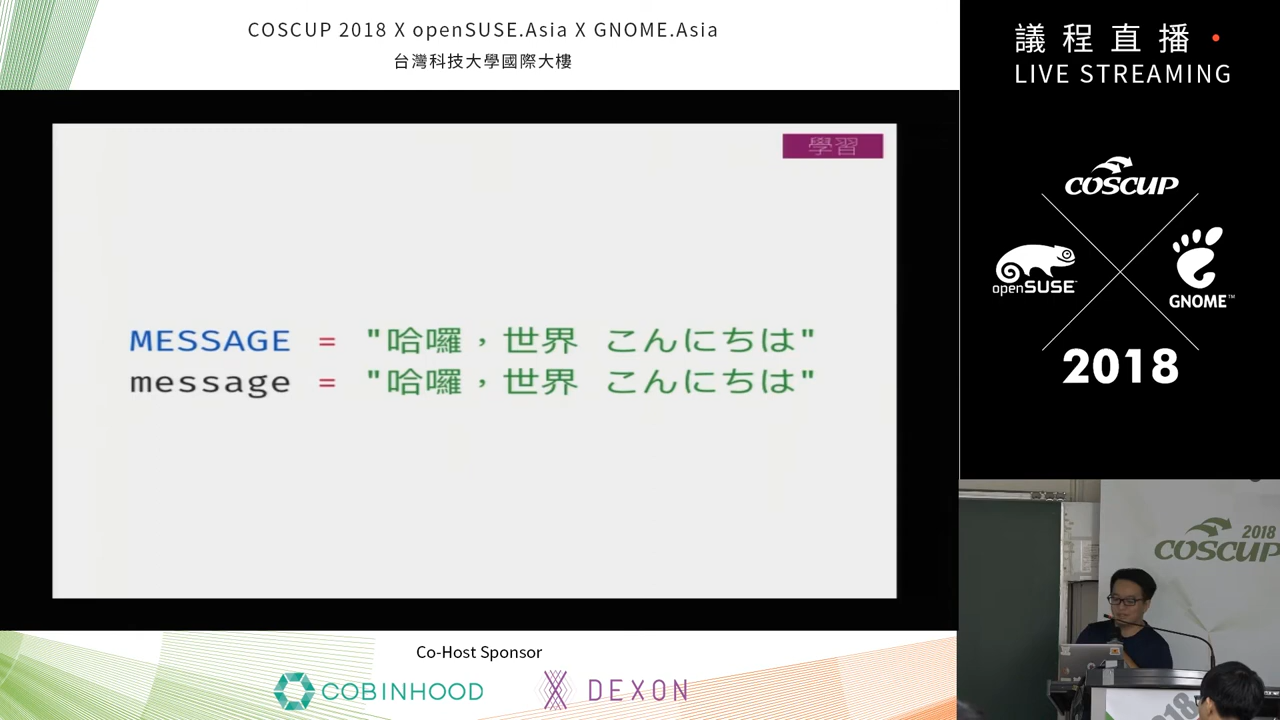 COSCUP 2018 X openSUSE.Asia X GNOME.Asia
台灣科技大學國際大樓
學習
MESSAGE = "哈囉，世界 こんにちは"
message = "哈囉，世界 こんにちは"
Co-Host Sponsor
COBINHOOD
DEXON
議程直播
LIVE STREAMING
COSCUP
openSUSE
GNOME™
2018
2018
COSCUP
2018